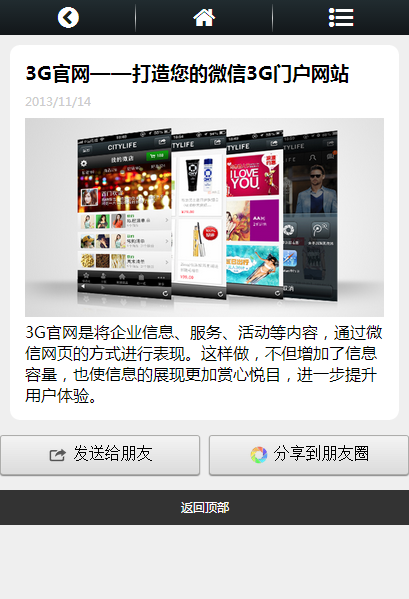 3G官网——打造您的微信3G门户网站
2013/11/14
CITYLIFE
我的微店
CITYLIFE
CITYLIFE
I LOVE YOU.
3G官网是将企业信息、服务、活动等内容，通过微
信网页的方式进行表现。这样做，不但增加了信息
容量，也使信息的展现更加赏心悦目，进一步提升
用户体验。
发送给朋友
分享到朋友圈
返回顶部